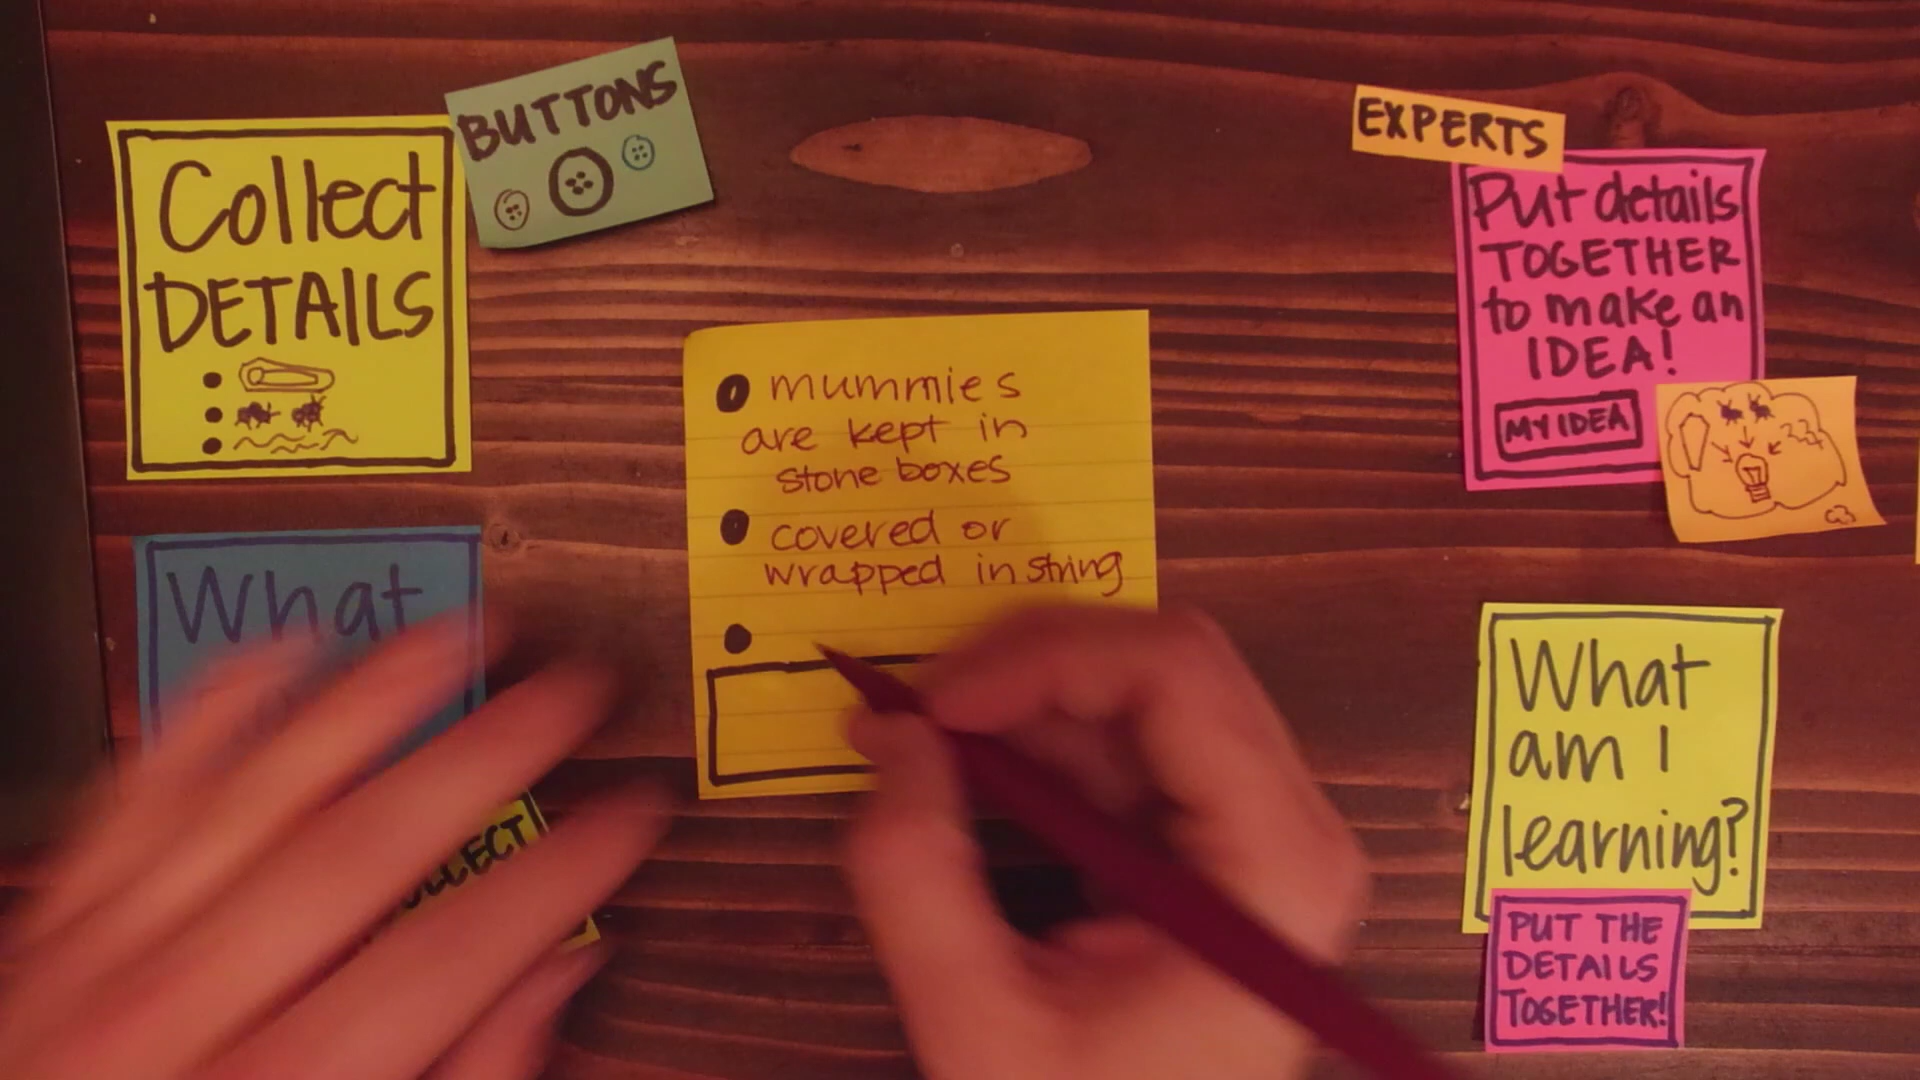 Collect
DETAILS
BUTTONS
What
mummies
are kept in
stone boxes
covered or
wrapped in string
EXPERTS
Put details
TOGETHER
to make an
IDEA!
MY IDEA
What
am I
learning?
PUT THE
DETAILS
TOGETHER!